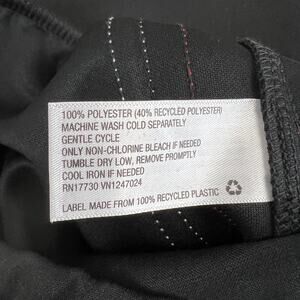 100% POLYESTER (40% RECYCLED POLYESTER)
MACHINE WASH COLD SEPARATELY
GENTLE CYCLE
ONLY NON-CHLORINE BLEACH IF NEEDED
TUMBLE DRY LOW, REMOVE PROMPTLY
COOL IRON IF NEEDED
RN17730 VN1247024
LABEL MADE FROM 100% RECYCLED PLASTIC